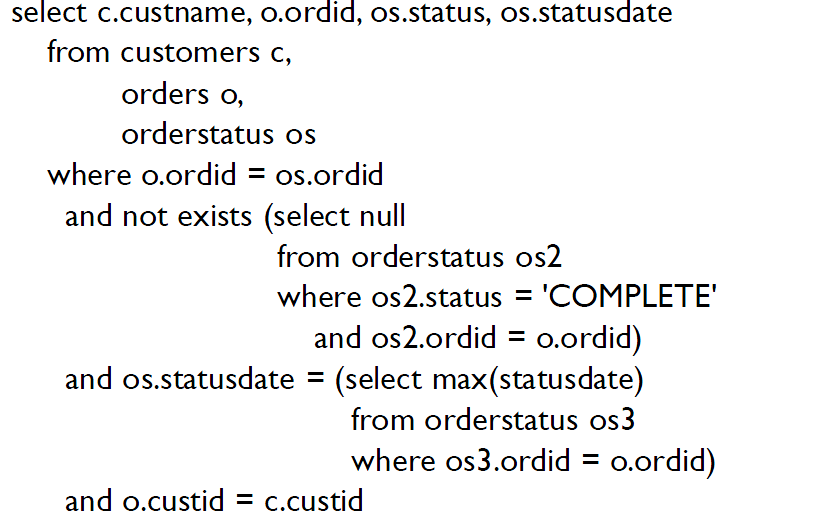 select c.custname, o.ordid, os.status, os.statusdate
from customers c,
orders o,
orderstatus os
where o.ordid = os.ordid
and not exists (select null
from orderstatus os2
where os2.status = 'COMPLETE'
and os2.ordid = o.ordid)
and os.statusdate = (select max(statusdate)
from orderstatus os3
where os3.ordid = o.ordid)
and o.custid = c.custid